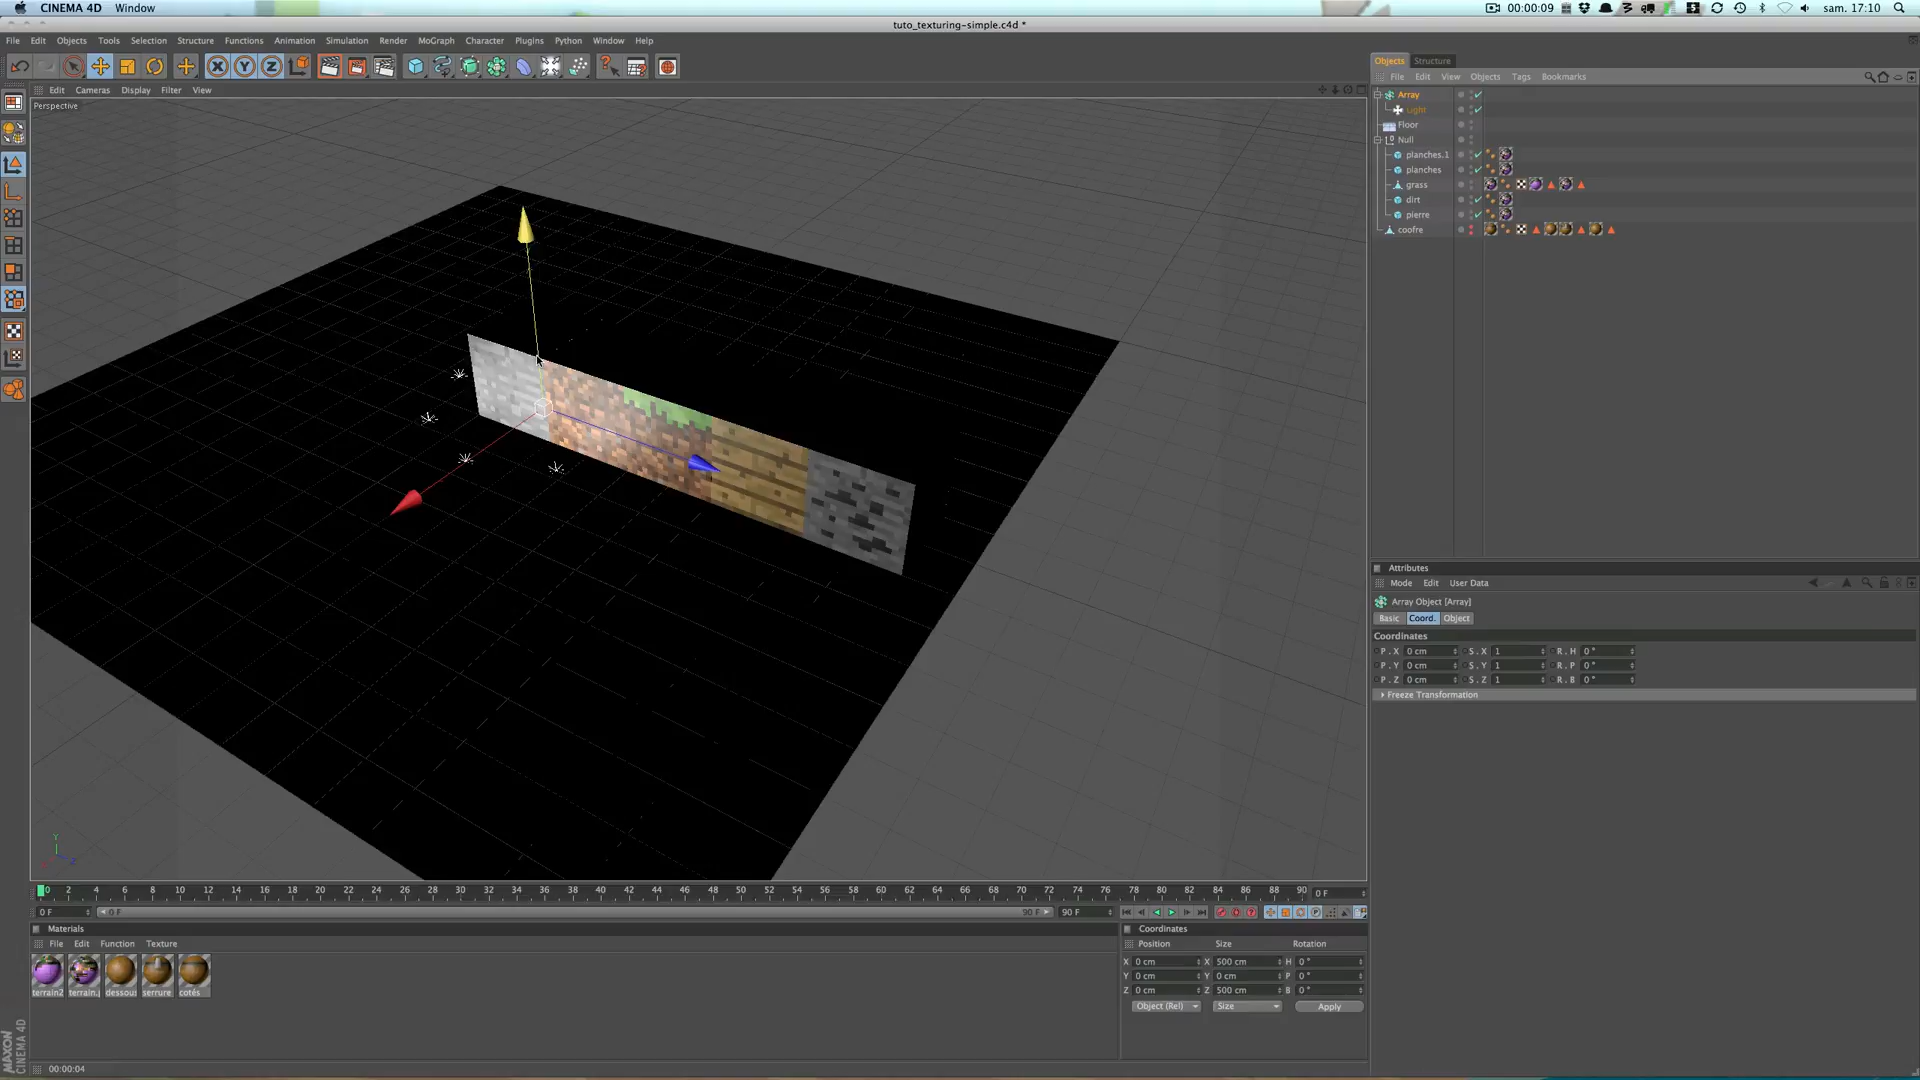 CINEMA 4D Window 00:00:09 sam. 17:10
tuto_texturing-simple.c4d *
File Edit Objects Tools Selection Structure Functions Animation Simulation Render MoGraph Character Plugins Python Window Help
Edit Cameras Display Filter View
Perspective
Objects Structure
File Edit View Objects Tags Bookmarks
Array
Light
Floor
Null
planches.1
planches
grass
dirt
pierre
coofre
Attributes
Mode Edit User Data
Array Object [Array]
Basic Coord. Object
Coordinates
P . X 0 cm S . X 1 R . H 0 °
P . Y 0 cm S . Y 1 R . P 0 °
P . Z 0 cm S . Z 1 R . B 0 °
Freeze Transformation
Y
Z
0 2 4 6 8 10 12 14 16 18 20 22 24 26 28 30 32 34 36 38 40 42 44 46 48 50 52 54 56 58 60 62 64 66 68 70 72 74 76 78 80 82 84 86 88 90 0 F
0 F 0 F 90 F 90 F
Materials
File Edit Function Texture
terrain2 terrain.j dessous serrure cotés
Coordinates
Position Size Rotation
X 0 cm X 500 cm H 0 °
Y 0 cm Y 0 cm P 0 °
Z 0 cm Z 500 cm B 0 °
Object (Rel) Size Apply
MAXON
CINEMA 4D
00:00:04